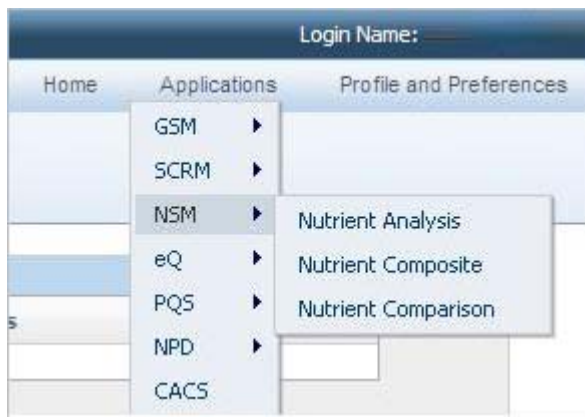 Login Name:
Home Applications Profile and Preferences
GSM
SCRM
NSM
Nutrient Analysis
eQ
Nutrient Composite
PQS
Nutrient Comparison
s
NPD
CACS